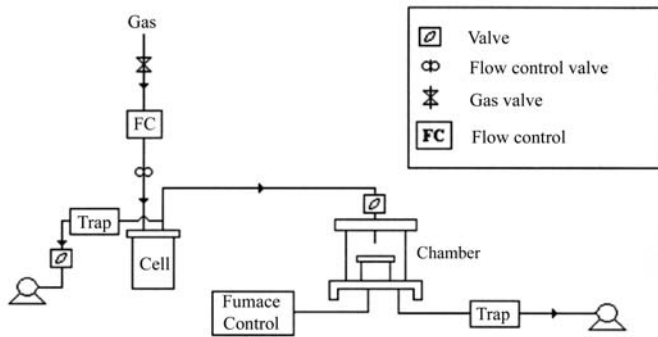 Gas
FC
Trap
Cell
Chamber
Fumace
Control
Trap
Valve
Flow control valve
Gas valve
FC Flow control